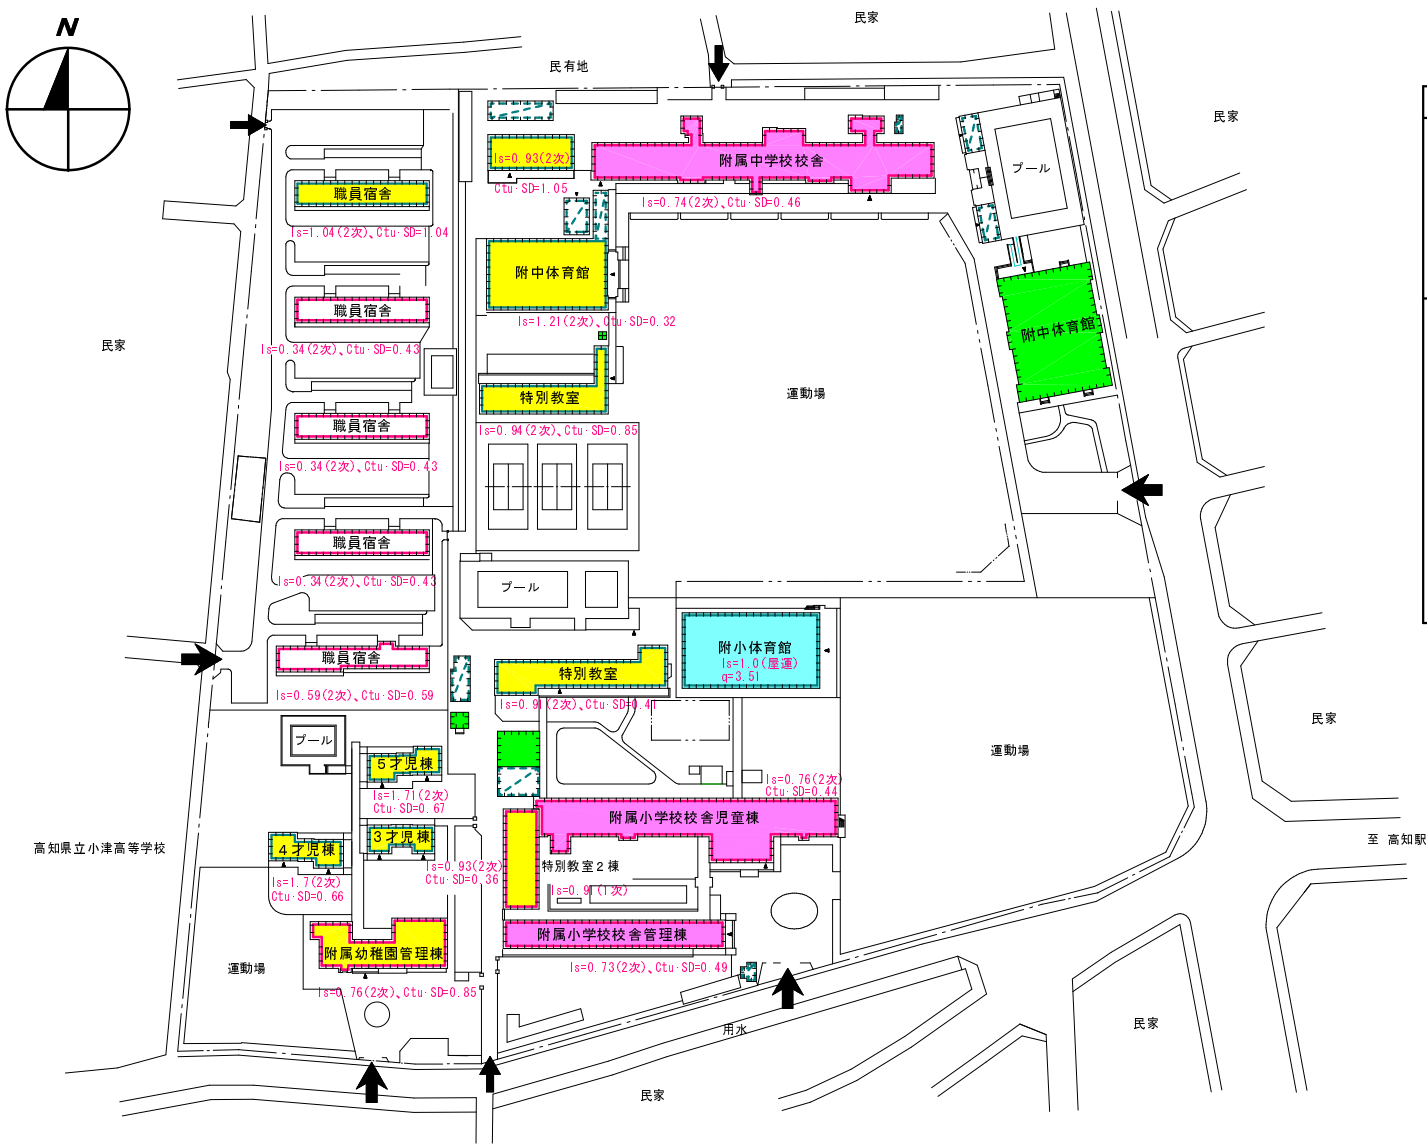 N
民家
民有地
民家
Is=0.93(2次)
Ctu･SD=1.05
附属中学校校舎
Is=0.74(2次)、Ctu･SD=0.46
プール
職員宿舎
Is=1.04(2次)、Ctu･SD=1.04
附中体育館
Is=1.21(2次)、Ctu･SD=0.32
職員宿舎
Is=0.34(2次)、Ctu･SD=0.43
民家
附中体育館
運動場
特別教室
Is=0.94(2次)、Ctu･SD=0.85
職員宿舎
Is=0.34(2次)、Ctu･SD=0.43
職員宿舎
Is=0.34(2次)、Ctu･SD=0.43
プール
職員宿舎
Is=0.59(2次)、Ctu･SD=0.59
附小体育館
Is=1.0(屋運)
q=3.51
特別教室
Is=0.91(2次)、Ctu･SD=0.41
民家
プール
運動場
5才児棟
Is=1.71(2次)
Ctu･SD=0.67
Is=0.76(2次)
Ctu･SD=0.44
附属小学校校舎児童棟
3才児棟
Is=0.93(2次)
Ctu･SD=0.36
高知県立小津高等学校
4才児棟
Is=1.7(2次)
Ctu･SD=0.66
特別教室2棟
Is=0.91(1次)
至 高知駅
附属小学校校舎管理棟
Is=0.73(2次)、Ctu･SD=0.49
附属幼稚園管理棟
Is=0.76(2次)、Ctu･SD=0.85
運動場
用水
民家
民家